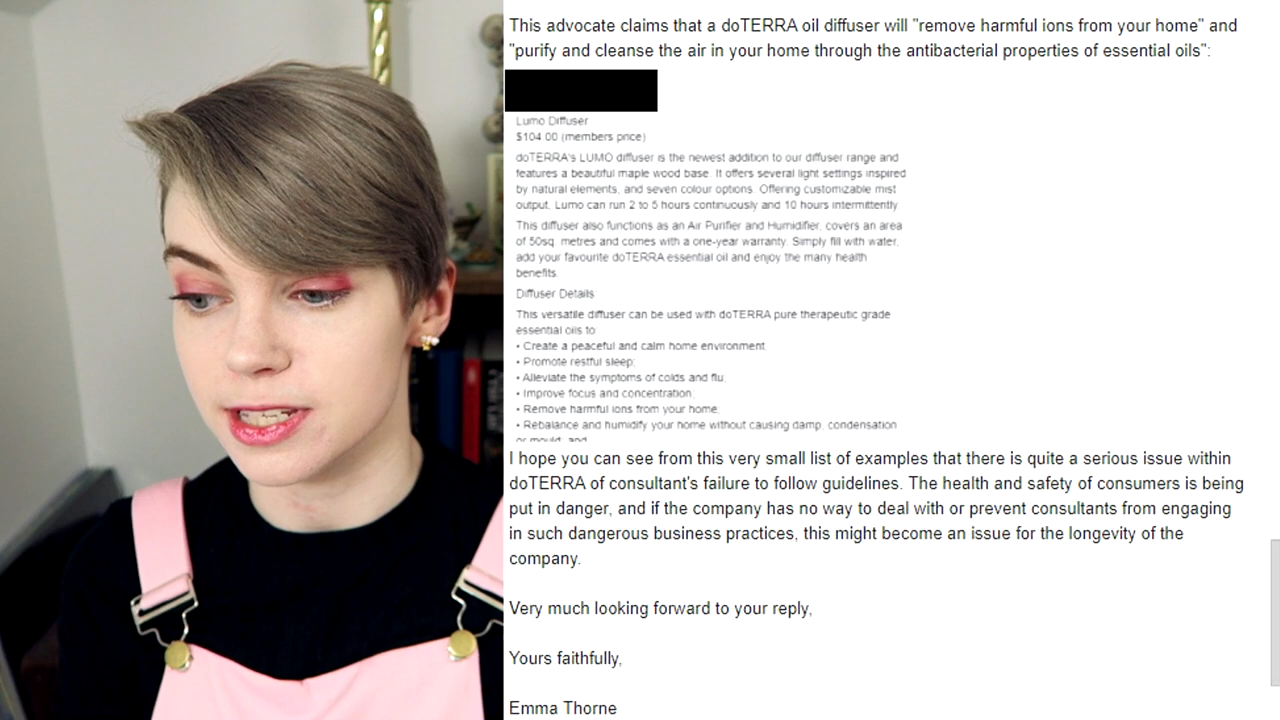 This advocate claims that a doTERRA oil diffuser will "remove harmful ions from your home" and
"purify and cleanse the air in your home through the antibacterial properties of essential oils":
Lumo Diffuser
$104.00 (members price)
doTERRA's LUMO diffuser is the newest addition to our diffuser range and
features a beautiful maple wood base. It offers several light settings inspired
by natural elements, and seven colour options. Offering customizable mist
output, Lumo can run 2 to 5 hours continuously and 10 hours intermittently.
This diffuser also functions as an Air Purifier and Humidifier, covers an area
of 50sq. metres and comes with a one-year warranty. Simply fill with water,
add your favourite doTERRA essential oil and enjoy the many health
benefits.
Diffuser Details
This versatile diffuser can be used with doTERRA pure therapeutic grade
essential oils to:
• Create a peaceful and calm home environment
• Promote restful sleep;
• Alleviate the symptoms of colds and flu;
• Improve focus and concentration;
• Remove harmful ions from your home;
• Rebalance and humidify your home without causing damp, condensation
or mould; and
I hope you can see from this very small list of examples that there is quite a serious issue within
doTERRA of consultant's failure to follow guidelines. The health and safety of consumers is being
put in danger, and if the company has no way to deal with or prevent consultants from engaging
in such dangerous business practices, this might become an issue for the longevity of the
company.
Very much looking forward to your reply,
Yours faithfully,
Emma Thorne